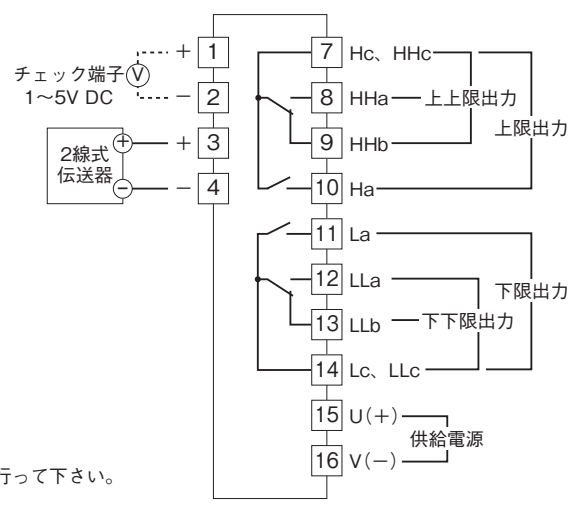 チェック端子 V + 1
1～5V DC − 2
2線式 + + 3
伝送器 − − 4
7 Hc、HHc
8 HHa 上上限出力
9 HHb
上限出力
10 Ha
11 La
12 LLa
下限出力
13 LLb 下下限出力
14 Lc、LLc
15 U(+)
供給電源
16 V(−)
行って下さい。